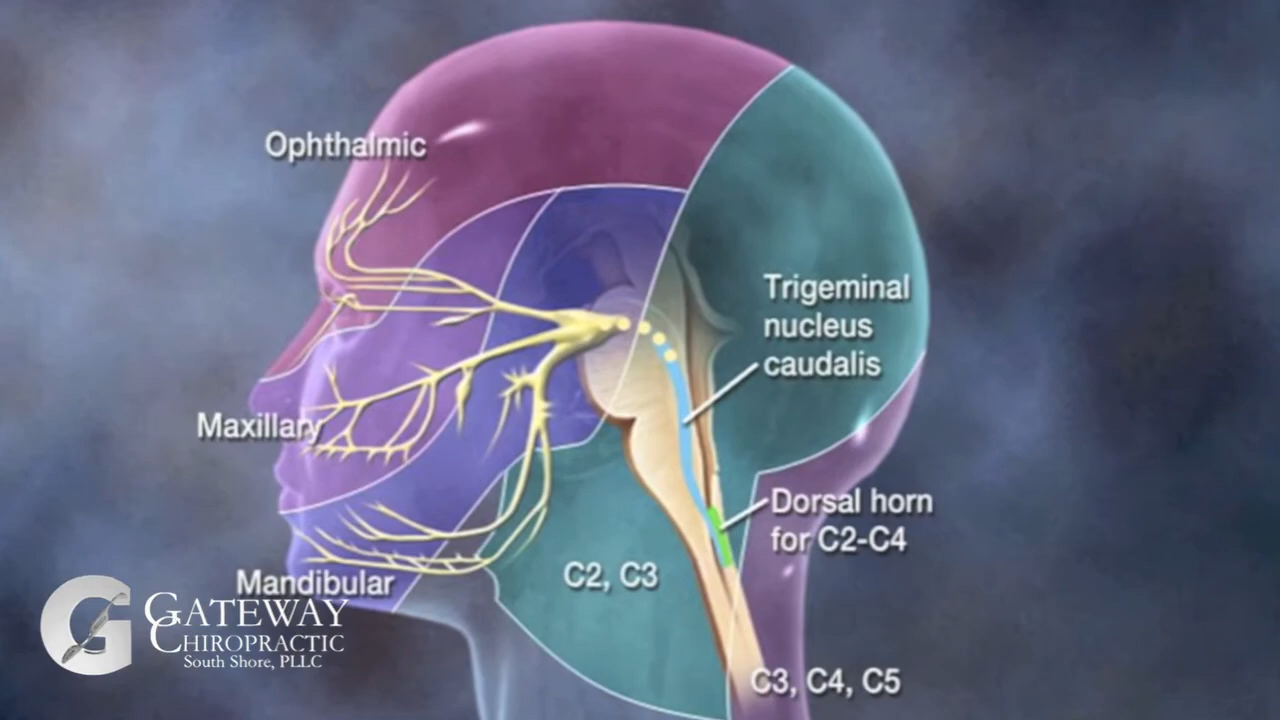 Ophthalmic
Trigeminal
nucleus
caudalis
Maxillary
Dorsal horn
for C2-C4
C2, C3
Mandibular
C3, C4, C5
G
GATEWAY
CHIROPRACTIC
South Shore, PLLC